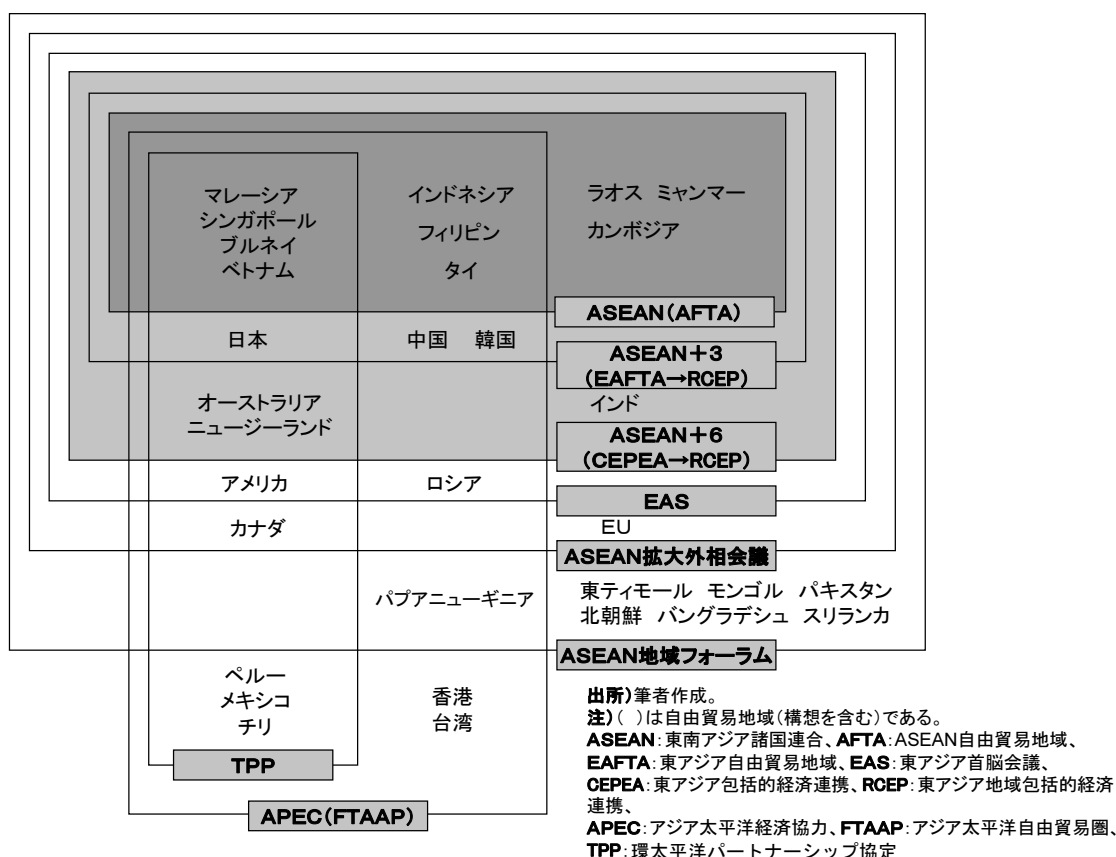 マレーシア
シンガポール
ブルネイ
ベトナム
インドネシア
フィリピン
タイ
ラオス ミャンマー
カンボジア
ASEAN(AFTA)
日本
中国 韓国
ASEAN+3
(EAFTA→RCEP)
オーストラリア
ニュージーランド
インド
ASEAN+6
(CEPEA→RCEP)
アメリカ
ロシア
EAS
カナダ
EU
ASEAN拡大外相会議
パプアニューギニア
東ティモール モンゴル パキスタン
北朝鮮 バングラデシュ スリランカ
ASEAN地域フォーラム
ペルー
メキシコ
チリ
香港
台湾
TPP
APEC(FTAAP)
出所)筆者作成。
注)( )は自由貿易地域(構想を含む)である。
ASEAN:東南アジア諸国連合、AFTA:ASEAN自由貿易地域、
EAFTA:東アジア自由貿易地域、EAS:東アジア首脳会議、
CEPEA:東アジア包括的経済連携、RCEP:東アジア地域包括的経済
連携、
APEC:アジア太平洋経済協力、FTAAP:アジア太平洋自由貿易圏、
TPP:環太平洋パートナーシップ協定